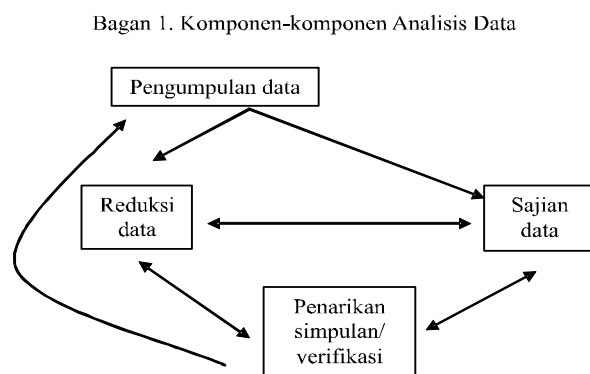 Bagan 1. Komponen-komponen Analisis Data
Pengumpulan data
Reduksi
data
Sajian
data
Penarikan
simpulan/
verifikasi